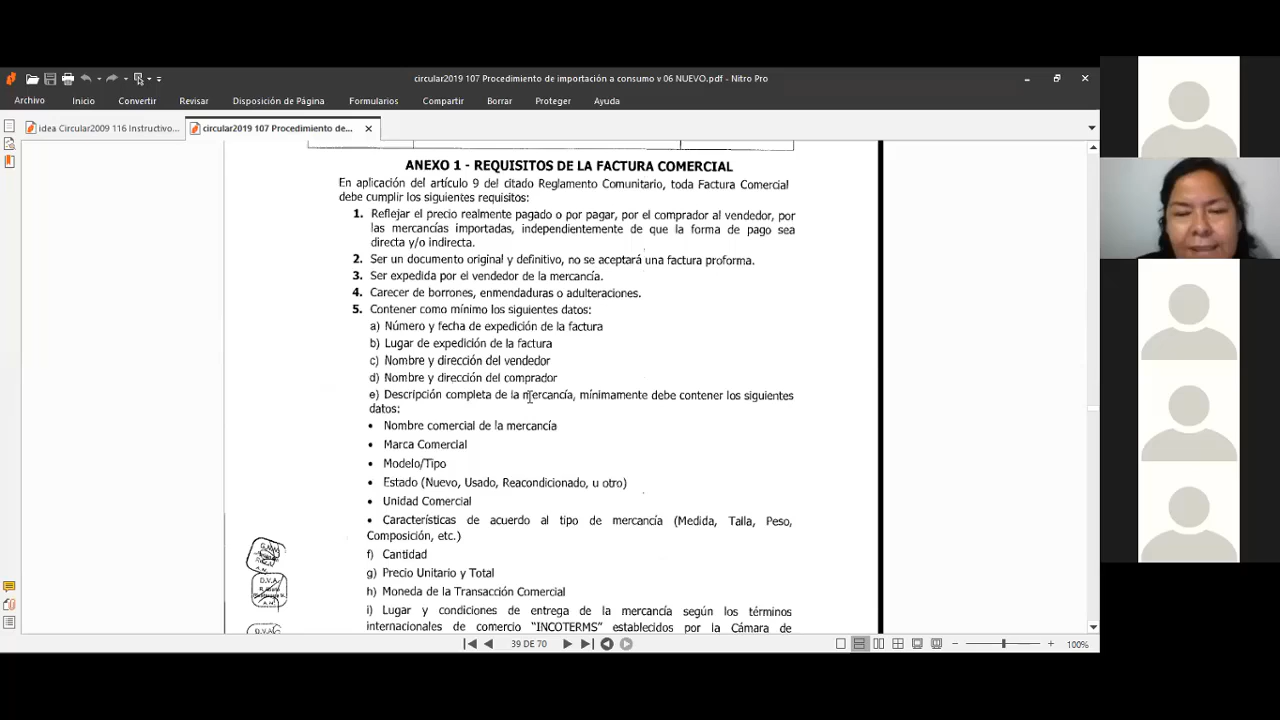 circular2019 107 Procedimiento de importación a consumo v 06 NUEVO.pdf - Nitro Pro
Archivo Inicio Convertir Revisar Disposición de Página Formularios Compartir Borrar Proteger Ayuda
idea Circular2009 116 Instructivo... circular2019 107 Procedimiento de...
ANEXO 1 - REQUISITOS DE LA FACTURA COMERCIAL
En aplicación del artículo 9 del citado Reglamento Comunitario, toda Factura Comercial
debe cumplir los siguientes requisitos:
1. Reflejar el precio realmente pagado o por pagar, por el comprador al vendedor, por
las mercancías importadas, independientemente de que la forma de pago sea
directa y/o indirecta.
2. Ser un documento original y definitivo, no se aceptará una factura proforma.
3. Ser expedida por el vendedor de la mercancía.
4. Carecer de borrones, enmendaduras o adulteraciones.
5. Contener como mínimo los siguientes datos:
a) Número y fecha de expedición de la factura
b) Lugar de expedición de la factura
c) Nombre y dirección del vendedor
d) Nombre y dirección del comprador
e) Descripción completa de la mercancía, mínimamente debe contener los siguientes
datos:
• Nombre comercial de la mercancía
• Marca Comercial
• Modelo/Tipo
• Estado (Nuevo, Usado, Reacondicionado, u otro)
• Unidad Comercial
• Características de acuerdo al tipo de mercancía (Medida, Talla, Peso,
Composición, etc.)
f) Cantidad
g) Precio Unitario y Total
h) Moneda de la Transacción Comercial
i) Lugar y condiciones de entrega de la mercancía según los términos
internacionales de comercio "INCOTERMS" establecidos por la Cámara de
D.V.A.
39 DE 70
100%